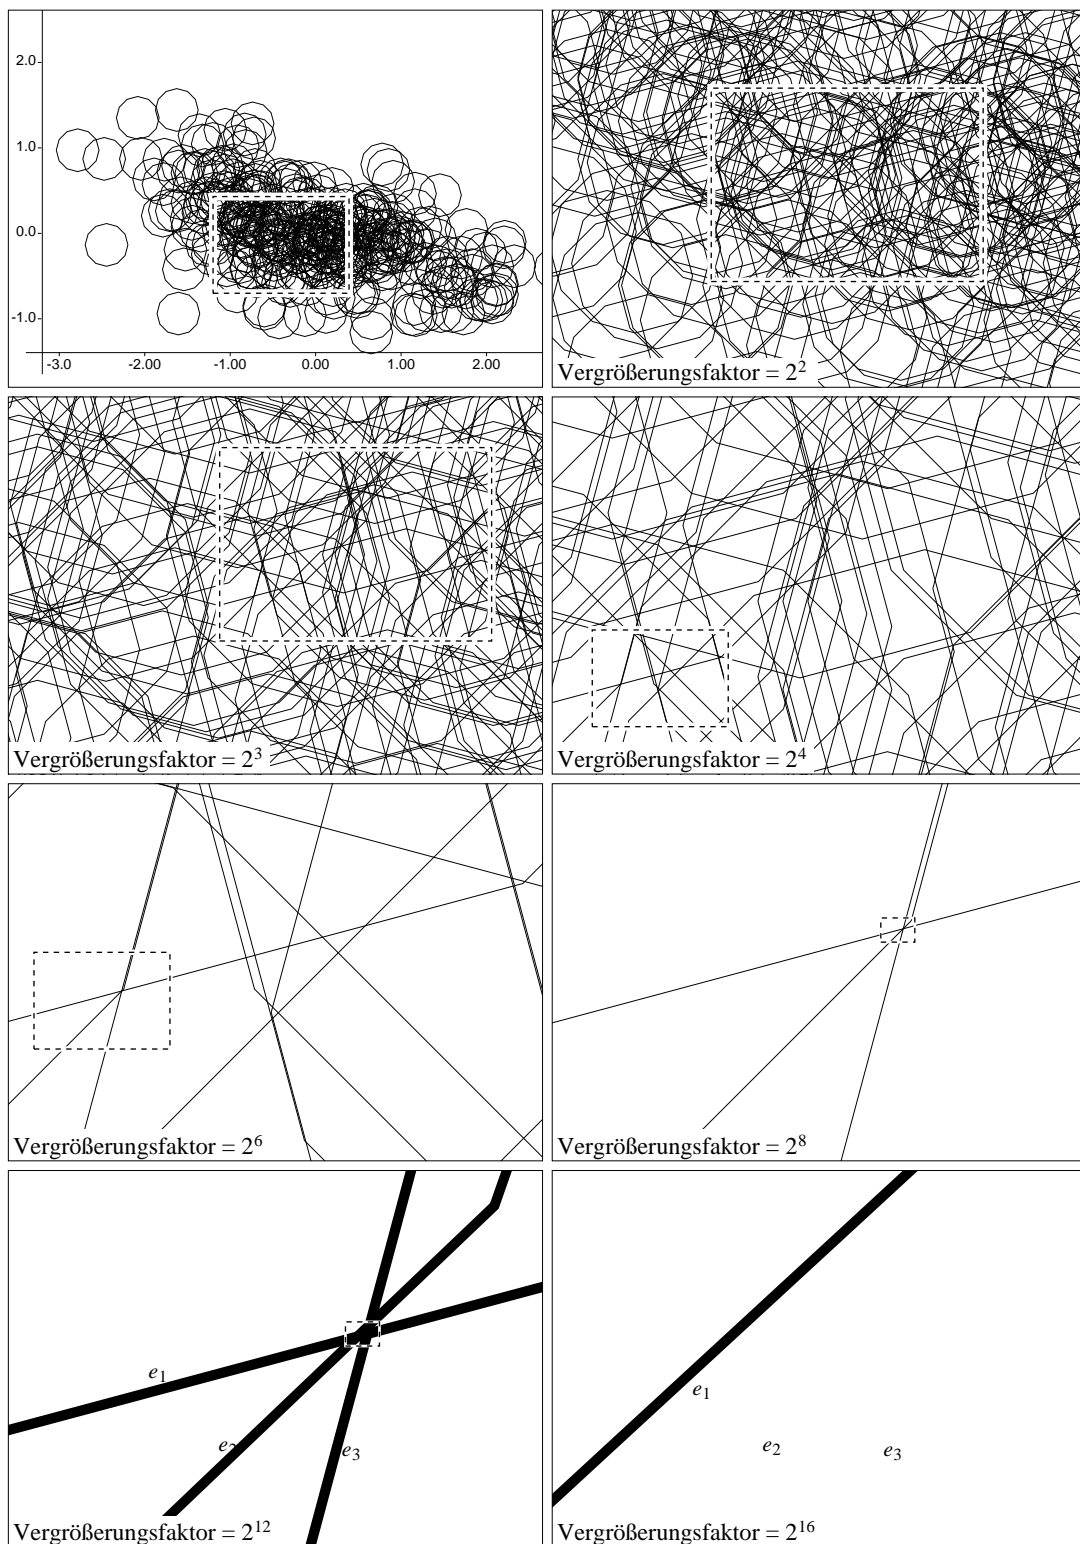 2.0
1.0
0.0
-1.0
-3.0 -2.00 -1.00 0.00 1.00 2.00
Vergrößerungsfaktor = 2²
Vergrößerungsfaktor = 2³
Vergrößerungsfaktor = 2⁴
Vergrößerungsfaktor = 2⁶
Vergrößerungsfaktor = 2⁸
e₁
e₂
e₃
Vergrößerungsfaktor = 2¹²
e₁
e₂
e₃
Vergrößerungsfaktor = 2¹⁶